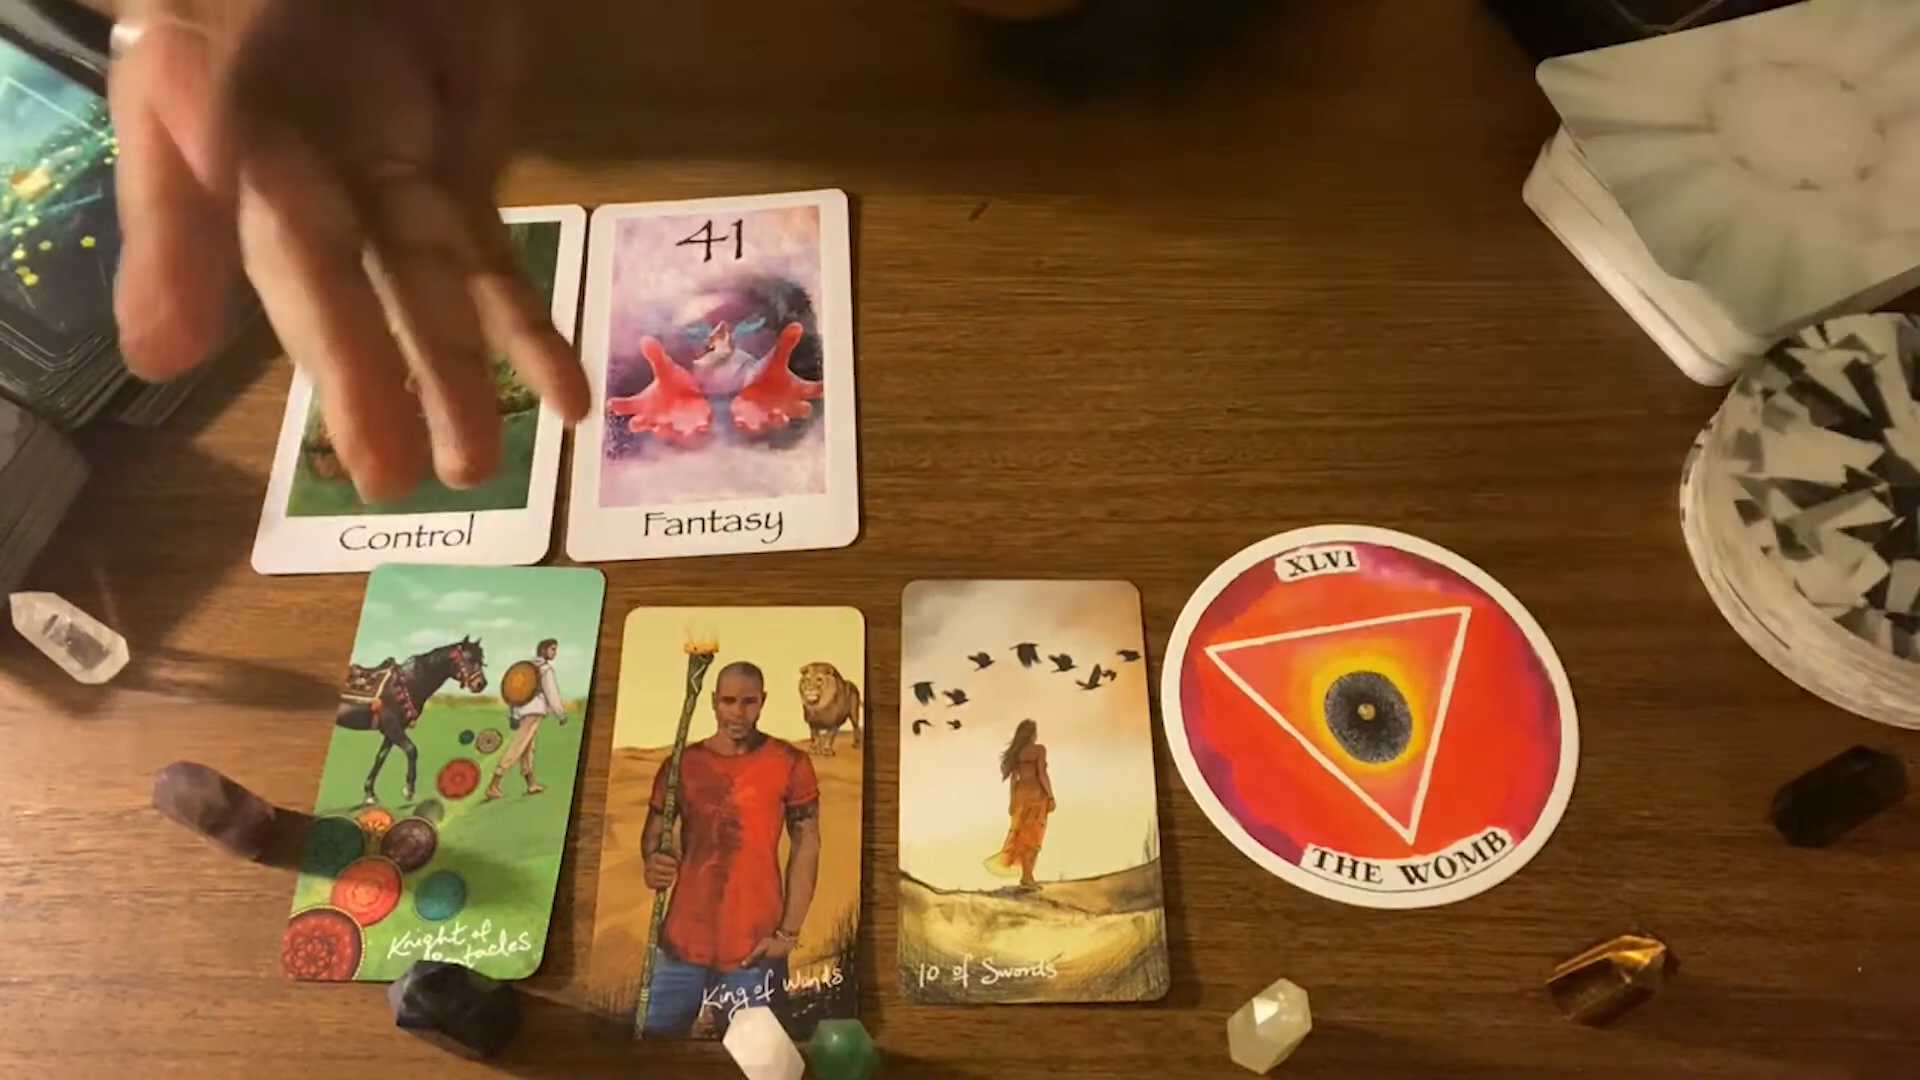 41
Control
Fantasy
XLVI
THE WOMB
Knight of
King of Wands
10 of Swords